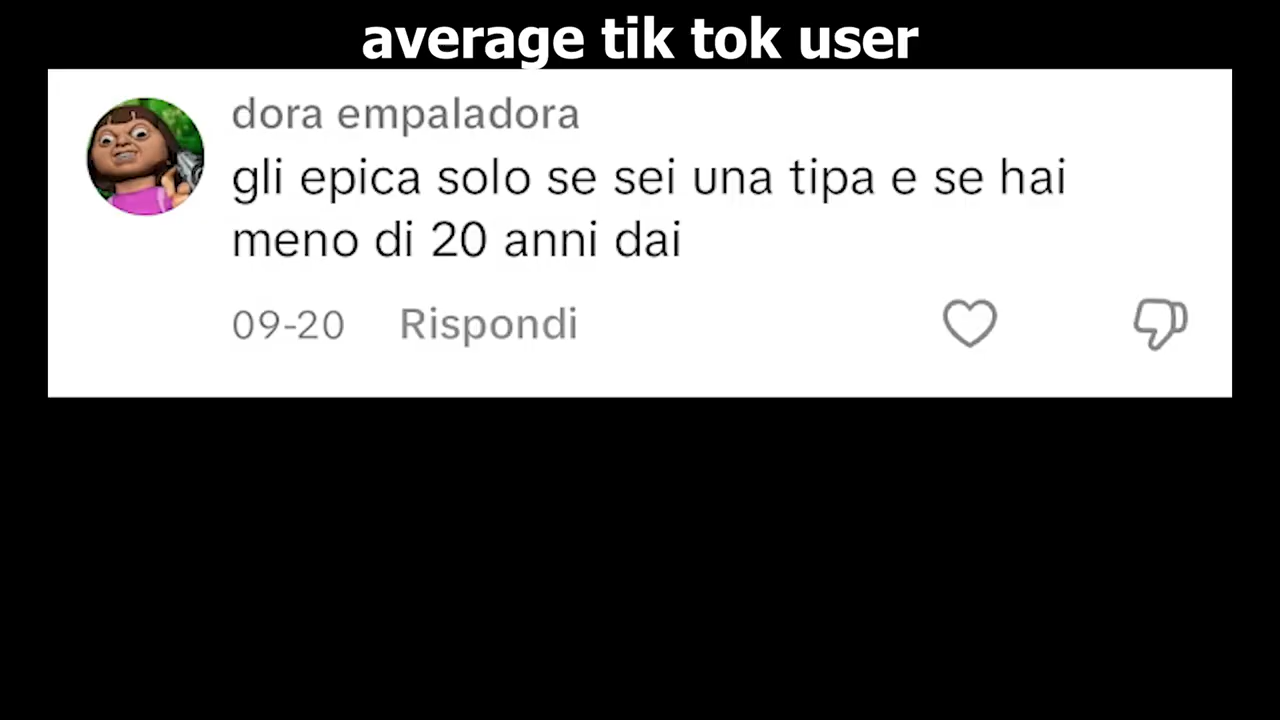 average tik tok user
dora empaladora
gli epica solo se sei una tipa e se hai
meno di 20 anni dai
09-20 Rispondi